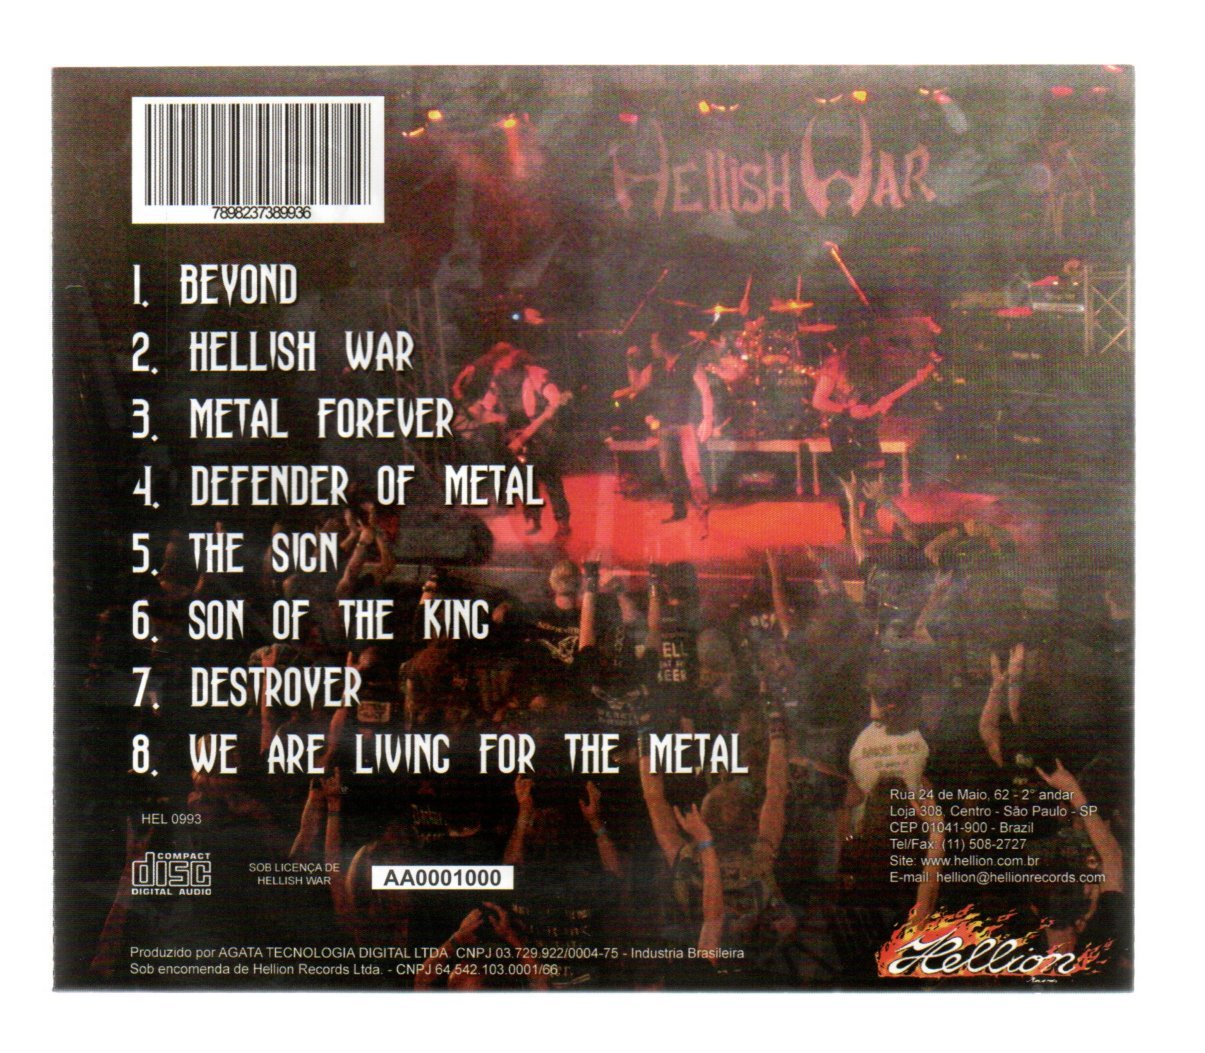 7898237389936
HELLISH WAR
1. BEYOND
2. HELLISH WAR
3. METAL FOREVER
4. DEFENDER OF METAL
5. THE SIGN
6. SON OF THE KING
7. DESTROYER
8. WE ARE LIVING FOR THE METAL
HEL 0993
COMPACT
disc
DIGITAL AUDIO
SOB LICENÇA DE
HELLISH WAR
AA0001000
Rua 24 de Maio, 62 - 2° andar
Loja 308, Centro - São Paulo - SP
CEP 01041-900 - Brazil
Tel/Fax: (11) 508-2727
Site: www.hellion.com.br
E-mail: hellion@hellionrecords.com
Produzido por AGATA TECNOLOGIA DIGITAL LTDA. CNPJ 03.729.922/0004-75 - Industria Brasileira
Sob encomenda de Hellion Records Ltda. - CNPJ 64.542.103.0001/66
Hellion